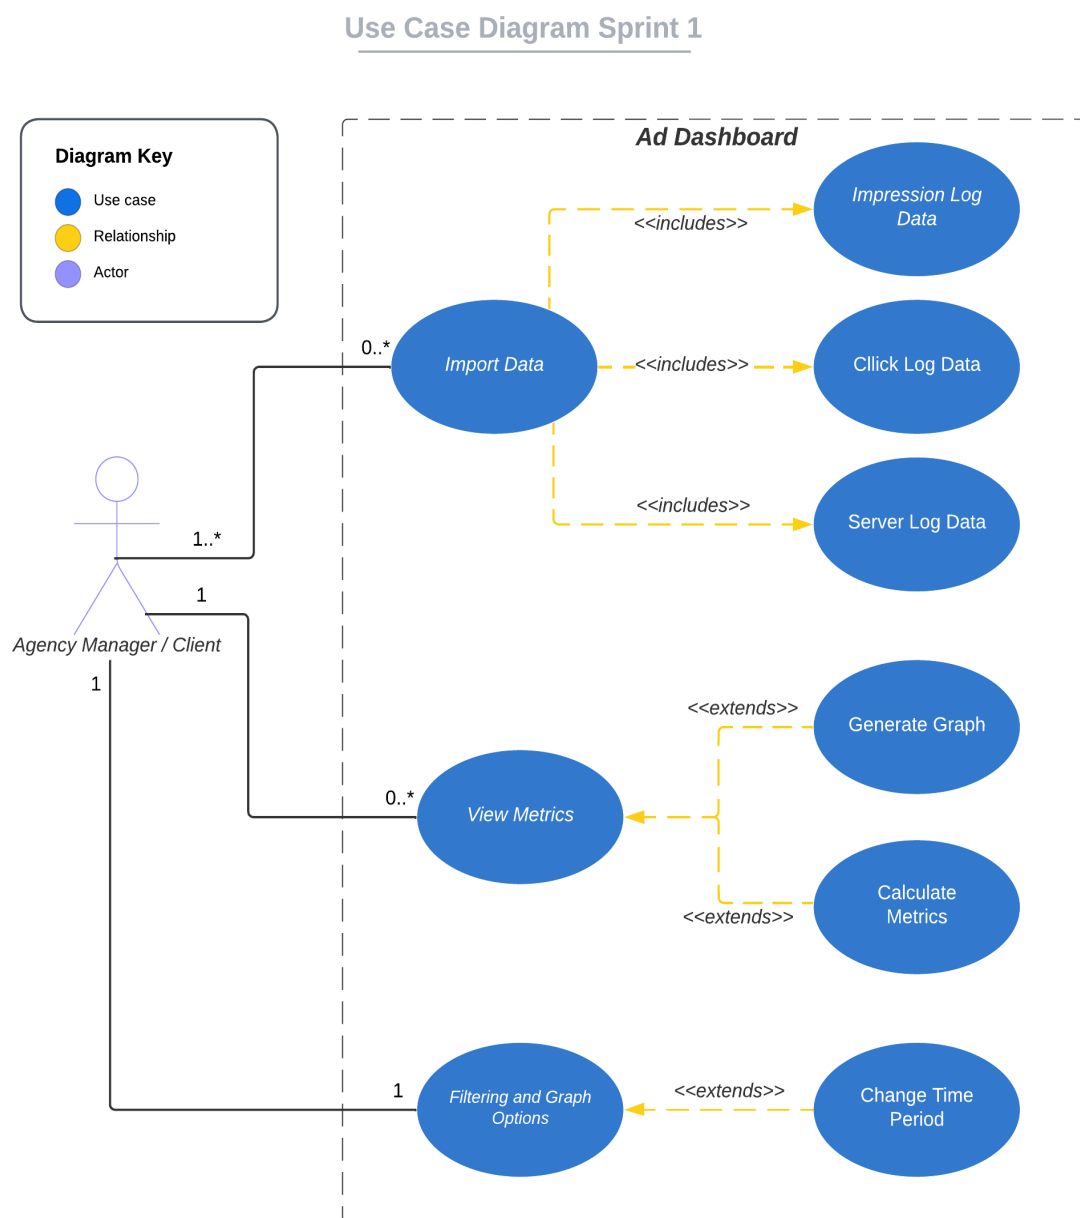 Use Case Diagram Sprint 1
Diagram Key
Use case
Relationship
Actor
Ad Dashboard
Impression Log
Data
<<includes>>
0..*
Import Data
<<includes>>
Cllick Log Data
<<includes>>
Server Log Data
1..*
1
Agency Manager / Client
1
<<extends>>
Generate Graph
0..*
View Metrics
Calculate
Metrics
<<extends>>
1
Filtering and Graph
Options
<<extends>>
Change Time
Period